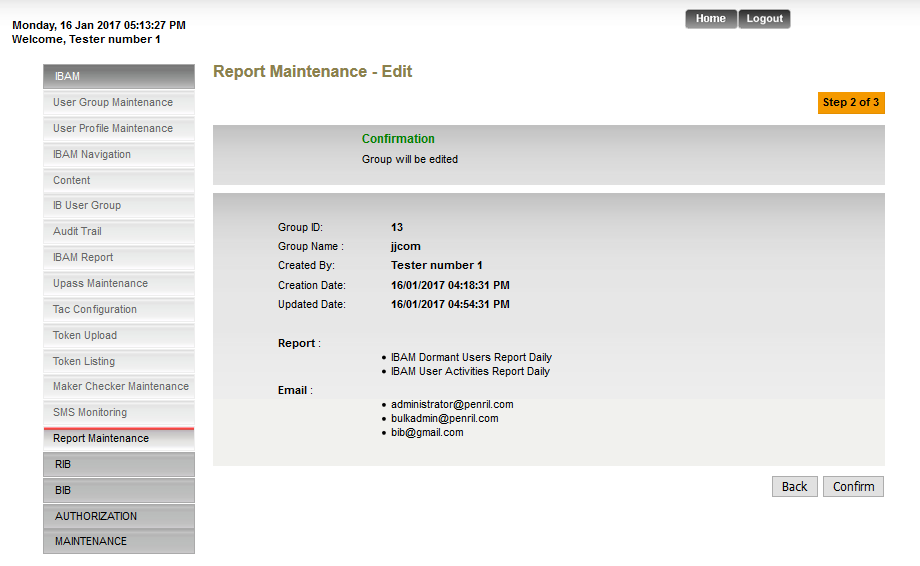 Monday, 16 Jan 2017 05:13:27 PM
Welcome, Tester number 1
Home
Logout
IBAM
User Group Maintenance
User Profile Maintenance
IBAM Navigation
Content
IB User Group
Audit Trail
IBAM Report
Upass Maintenance
Tac Configuration
Token Upload
Token Listing
Maker Checker Maintenance
SMS Monitoring
Report Maintenance
RIB
BIB
AUTHORIZATION
MAINTENANCE
Report Maintenance - Edit
Step 2 of 3
Confirmation
Group will be edited
Group ID: 13
Group Name : jjcom
Created By: Tester number 1
Creation Date: 16/01/2017 04:18:31 PM
Updated Date: 16/01/2017 04:54:31 PM
Report :
• IBAM Dormant Users Report Daily
• IBAM User Activities Report Daily
Email :
• administrator@penril.com
• bulkadmin@penril.com
• bib@gmail.com
Back
Confirm